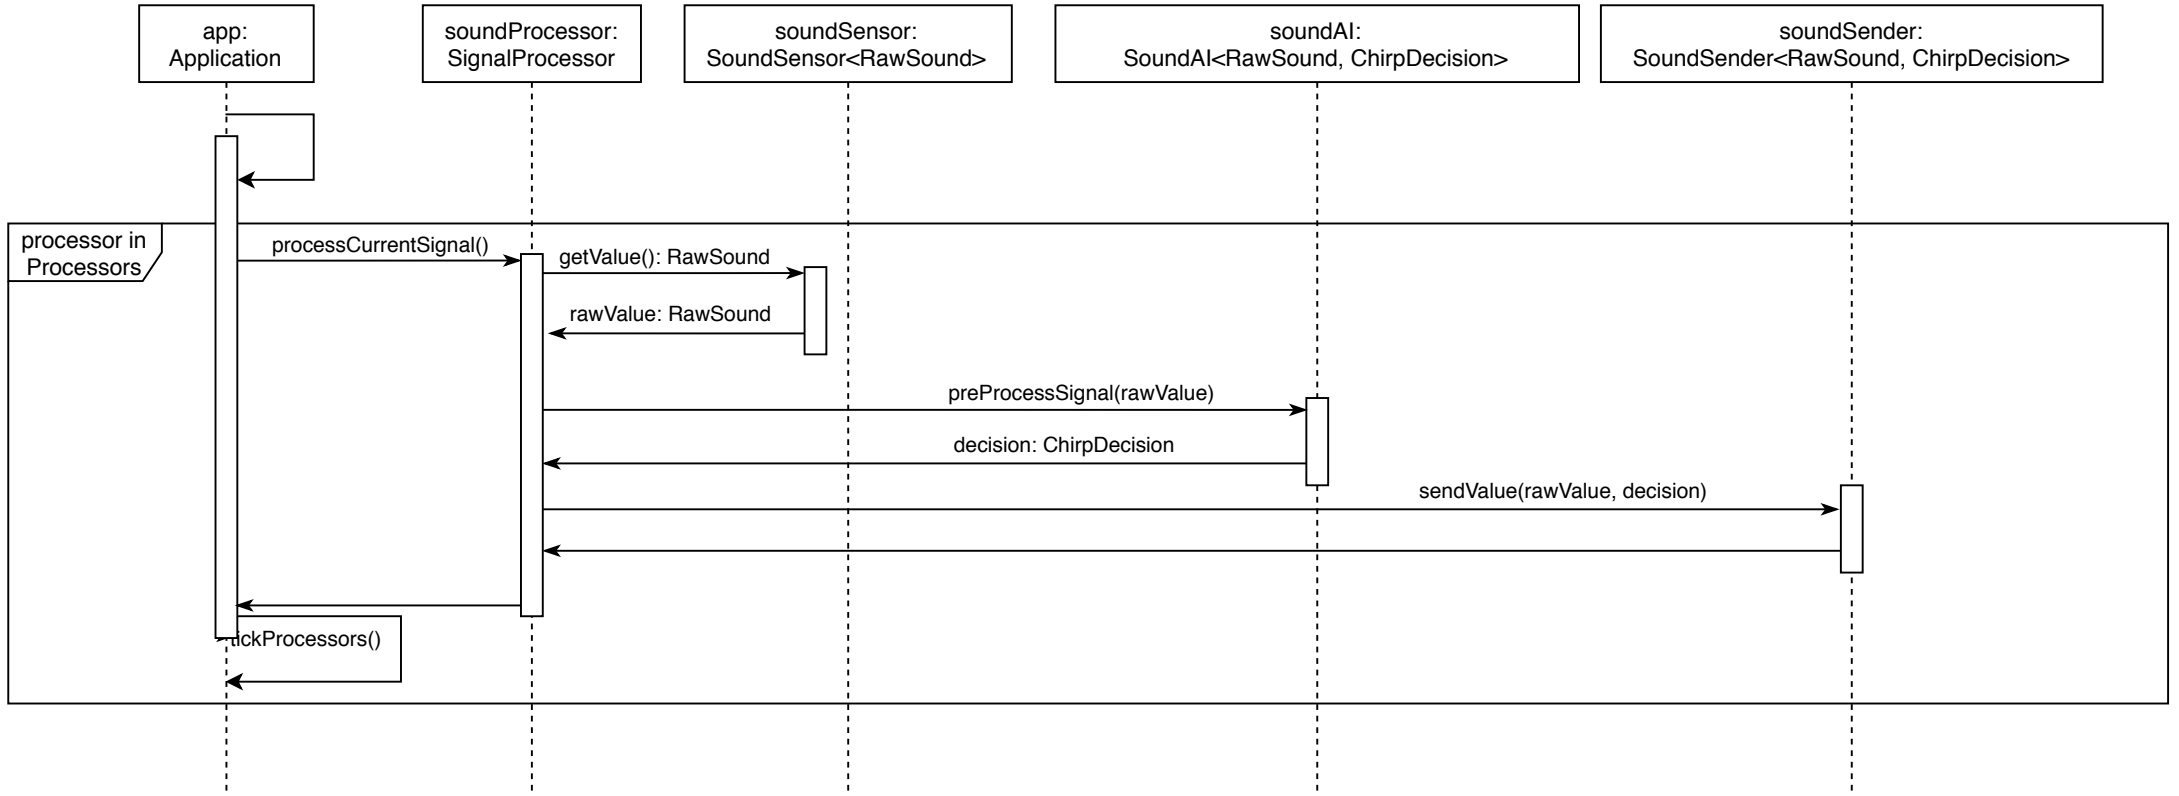 app:
Application
soundProcessor:
SignalProcessor
soundSensor:
SoundSensor<RawSound>
soundAI:
SoundAI<RawSound, ChirpDecision>
soundSender:
SoundSender<RawSound, ChirpDecision>
processor in
Processors
processCurrentSignal()
getValue(): RawSound
rawValue: RawSound
preProcessSignal(rawValue)
decision: ChirpDecision
sendValue(rawValue, decision)
tickProcessors()